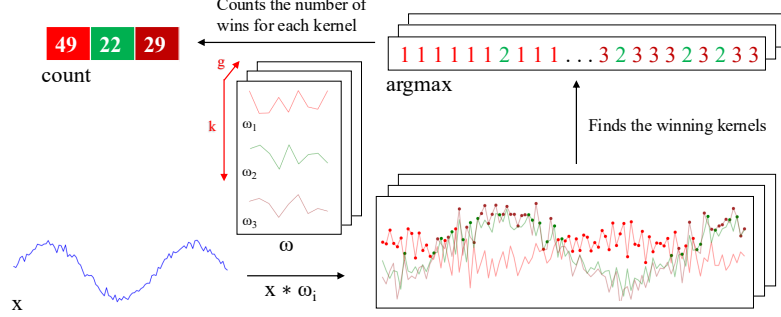 Counts the number of
wins for each kernel
49 22 29
count
1 1 1 1 1 1 2 1 1 1 ... 3 2 3 3 3 2 3 2 3 3
argmax
g
k
ω1
ω2
ω3
ω
Finds the winning kernels
x
x * ωi